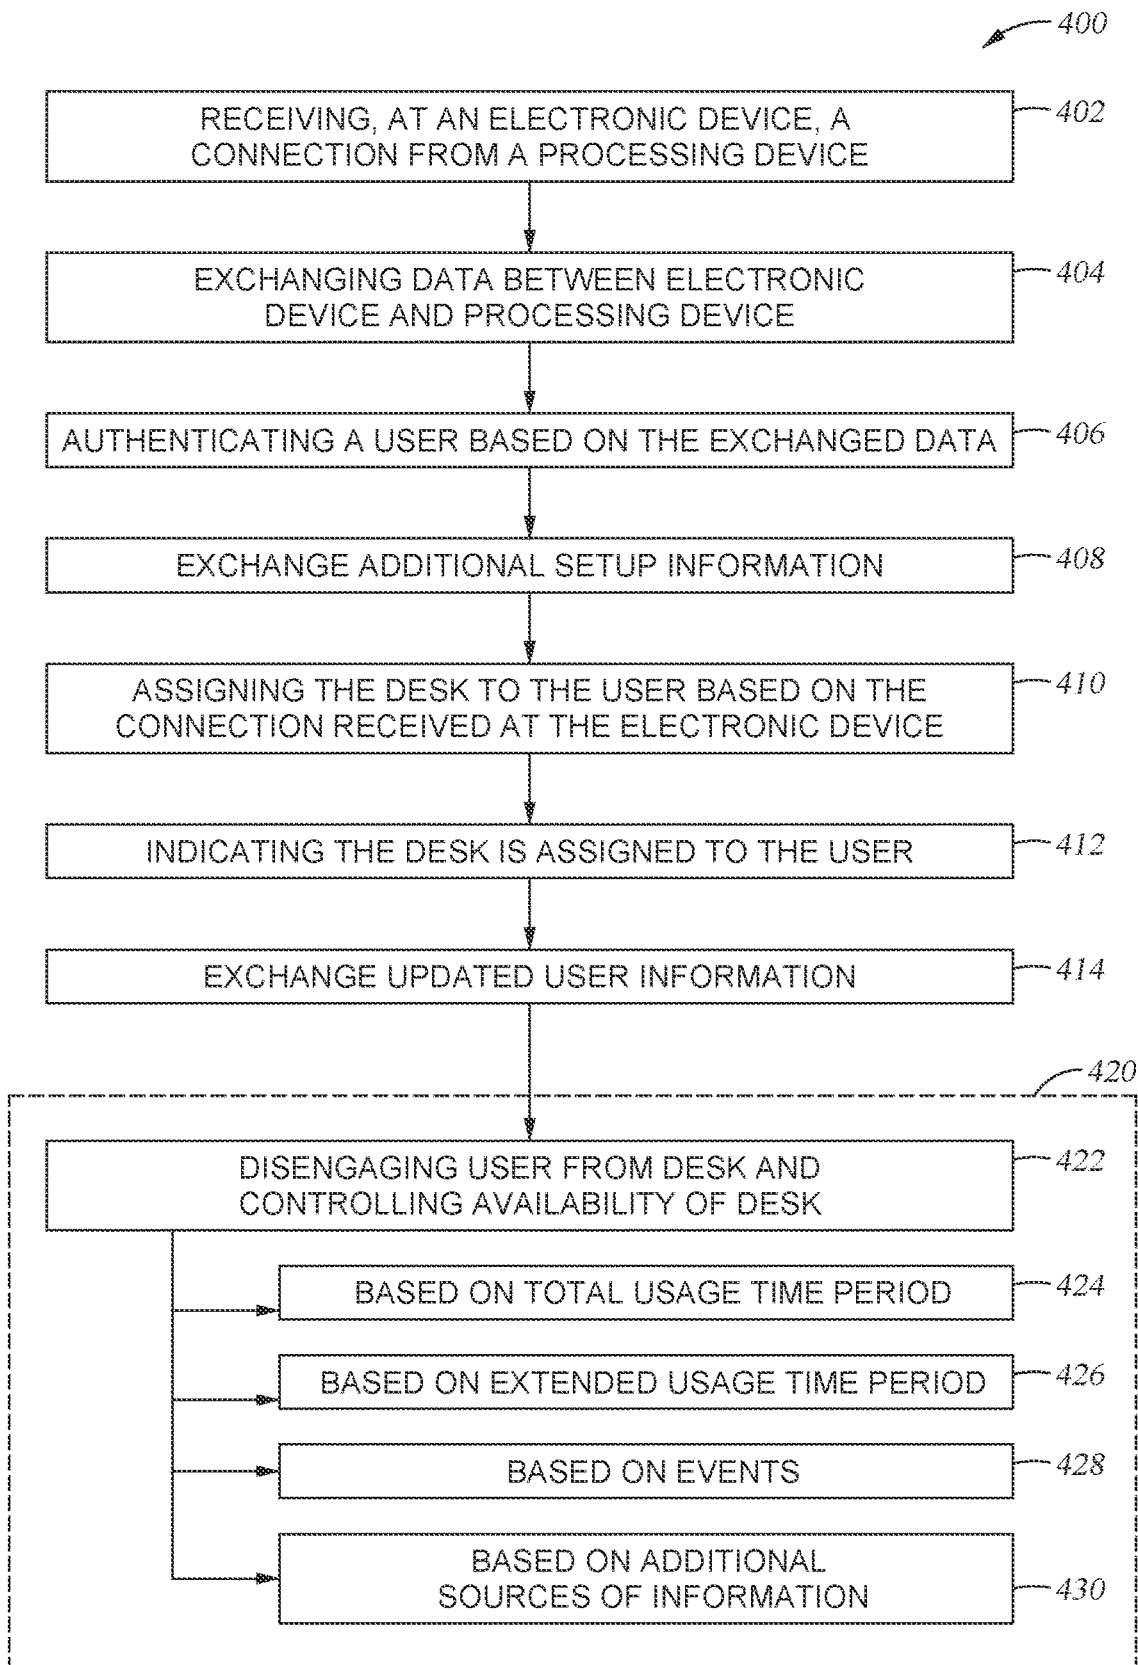 400
RECEIVING, AT AN ELECTRONIC DEVICE, A
CONNECTION FROM A PROCESSING DEVICE
402
EXCHANGING DATA BETWEEN ELECTRONIC
DEVICE AND PROCESSING DEVICE
404
AUTHENTICATING A USER BASED ON THE EXCHANGED DATA
406
EXCHANGE ADDITIONAL SETUP INFORMATION
408
ASSIGNING THE DESK TO THE USER BASED ON THE
CONNECTION RECEIVED AT THE ELECTRONIC DEVICE
410
INDICATING THE DESK IS ASSIGNED TO THE USER
412
EXCHANGE UPDATED USER INFORMATION
414
420
DISENGAGING USER FROM DESK AND
CONTROLLING AVAILABILITY OF DESK
422
BASED ON TOTAL USAGE TIME PERIOD
424
BASED ON EXTENDED USAGE TIME PERIOD
426
BASED ON EVENTS
428
BASED ON ADDITIONAL
SOURCES OF INFORMATION
430